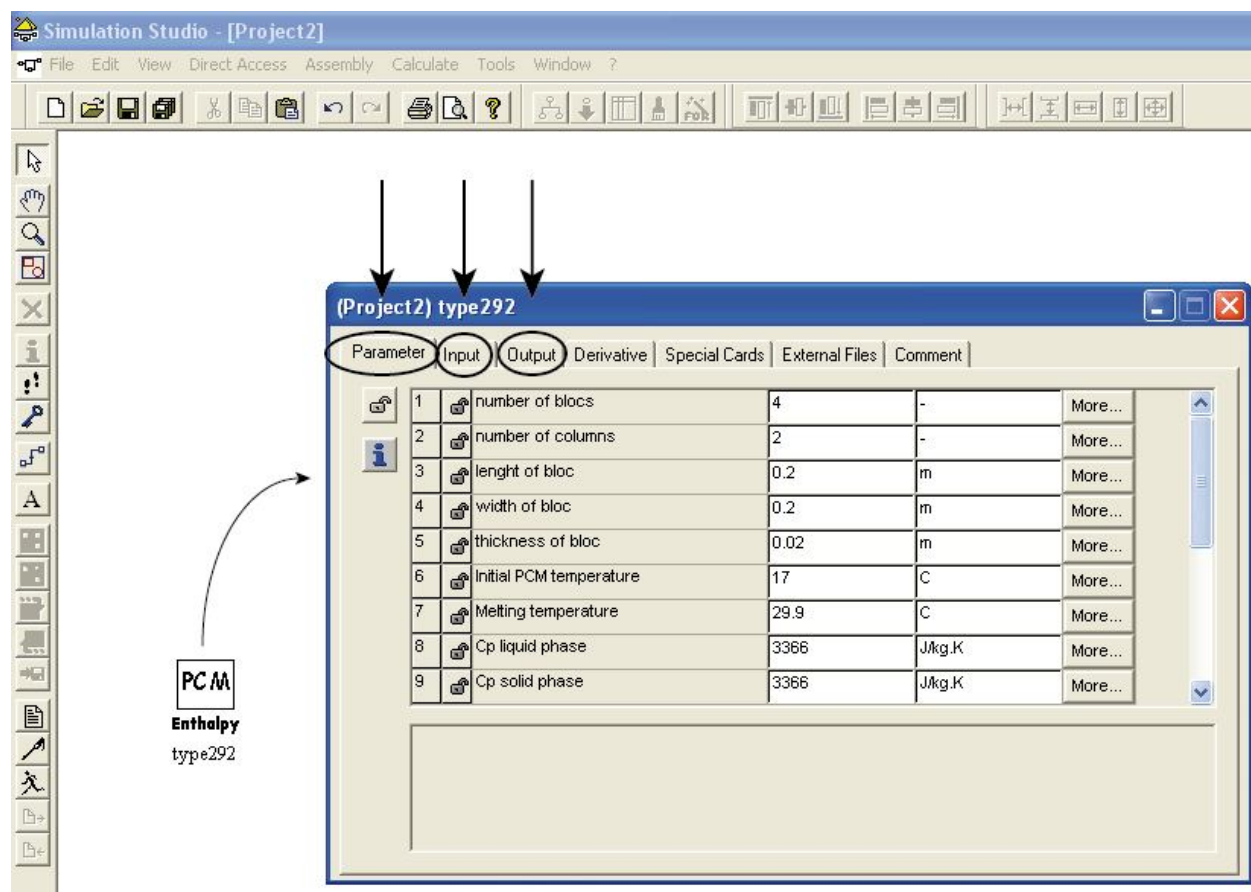 Simulation Studio - [Project2]
File Edit View Direct Access Assembly Calculate Tools Window ?
FOR
(Project2) type292
Parameter Input Output Derivative Special Cards External Files Comment
1 number of blocs 4 - More...
2 number of columns 2 - More...
3 lenght of bloc 0.2 m More...
4 width of bloc 0.2 m More...
5 thickness of bloc 0.02 m More...
6 Initial PCM temperature 17 C More...
7 Melting temperature 29.9 C More...
8 Cp liquid phase 3366 J/kg.K More...
9 Cp solid phase 3366 J/kg.K More...
A
PCM
Enthalpy
type292